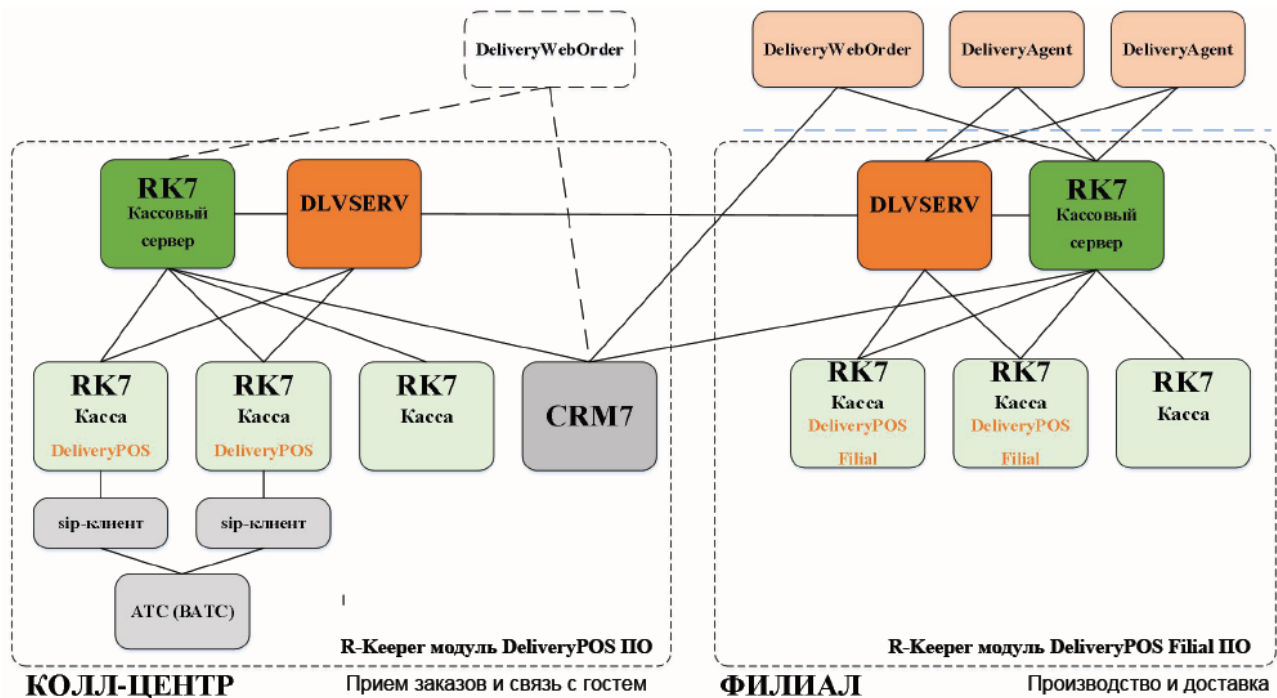 DeliveryWebOrder
DeliveryWebOrder
DeliveryAgent
DeliveryAgent
RK7
Кассовый
сервер
DLVSERV
DLVSERV
RK7
Кассовый
сервер
RK7
Касса
DeliveryPOS
RK7
Касса
DeliveryPOS
RK7
Касса
CRM7
RK7
Касса
DeliveryPOS
Filial
RK7
Касса
DeliveryPOS
Filial
RK7
Касса
sip-клиент
sip-клиент
АТС (ВАТС)
R-Keeper модуль DeliveryPOS ПО
R-Keeper модуль DeliveryPOS Filial ПО
КОЛЛ-ЦЕНТР
Прием заказов и связь с гостем
ФИЛИАЛ
Производство и доставка